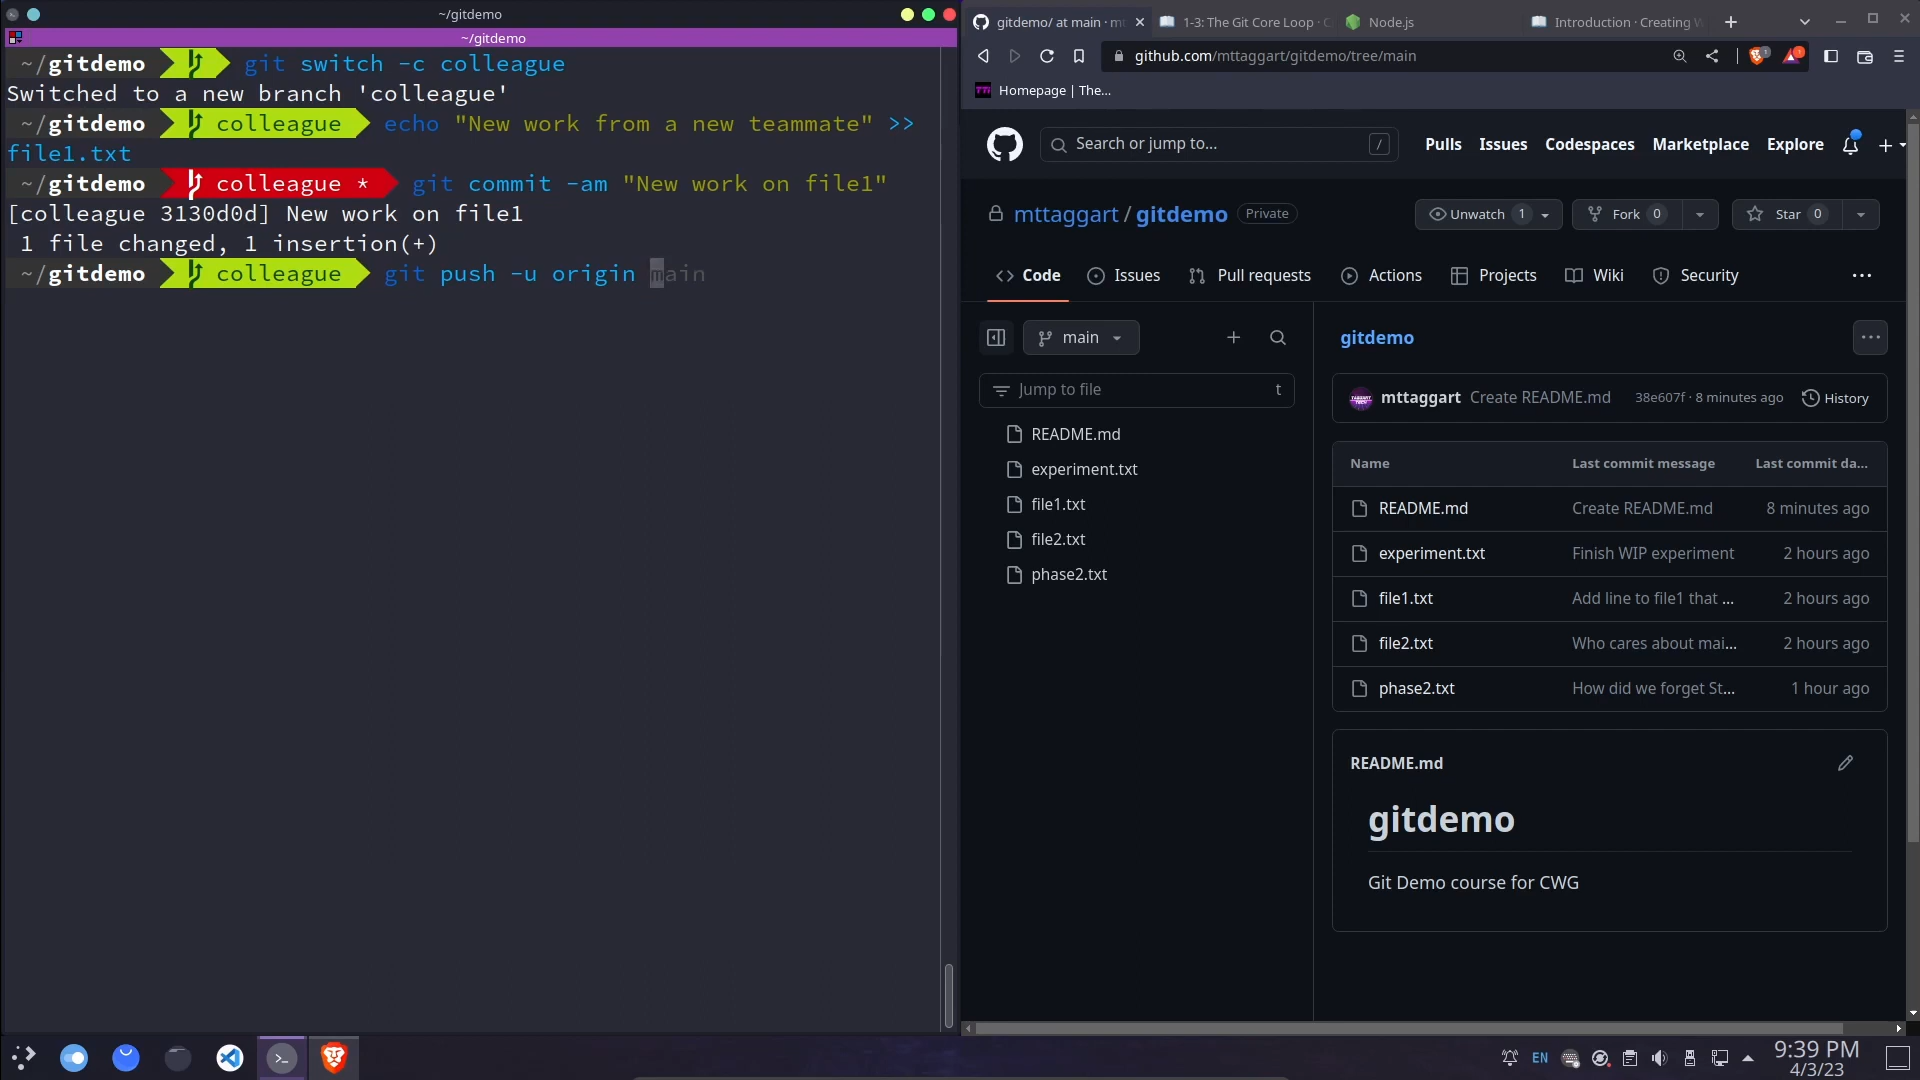 ~/gitdemo
~/gitdemo
~/gitdemo git switch -c colleague
Switched to a new branch 'colleague'
~/gitdemo colleague echo "New work from a new teammate" >>
file1.txt
~/gitdemo colleague * git commit -am "New work on file1"
[colleague 3130d0d] New work on file1
1 file changed, 1 insertion(+)
~/gitdemo colleague git push -u origin main
gitdemo/ at main · mt
1-3: The Git Core Loop · C
Node.js
Introduction · Creating W
github.com/mttaggart/gitdemo/tree/main
Homepage | The...
Search or jump to... /
Pulls Issues Codespaces Marketplace Explore
mttaggart / gitdemo Private
Unwatch 1 Fork 0 Star 0
Code Issues Pull requests Actions Projects Wiki Security ...
main
Jump to file t
README.md
experiment.txt
file1.txt
file2.txt
phase2.txt
gitdemo
mttaggart Create README.md 38e607f · 8 minutes ago History
Name Last commit message Last commit da...
README.md Create README.md 8 minutes ago
experiment.txt Finish WIP experiment 2 hours ago
file1.txt Add line to file1 that ... 2 hours ago
file2.txt Who cares about mai... 2 hours ago
phase2.txt How did we forget St... 1 hour ago
README.md
gitdemo
Git Demo course for CWG
EN
9:39 PM
4/3/23